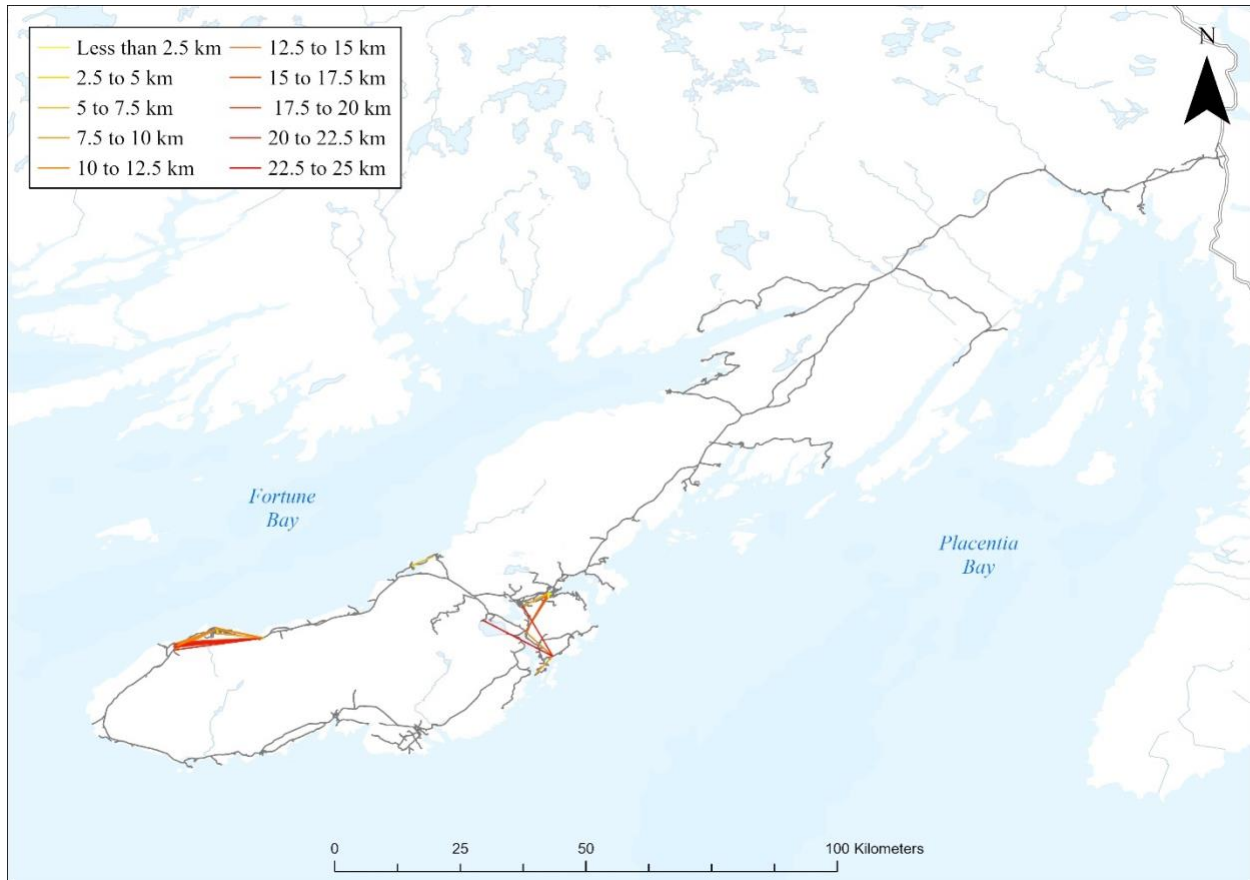 Less than 2.5 km
2.5 to 5 km
5 to 7.5 km
7.5 to 10 km
10 to 12.5 km
12.5 to 15 km
15 to 17.5 km
17.5 to 20 km
20 to 22.5 km
22.5 to 25 km
N
Fortune
Bay
Placentia
Bay
0 25 50 100 Kilometers